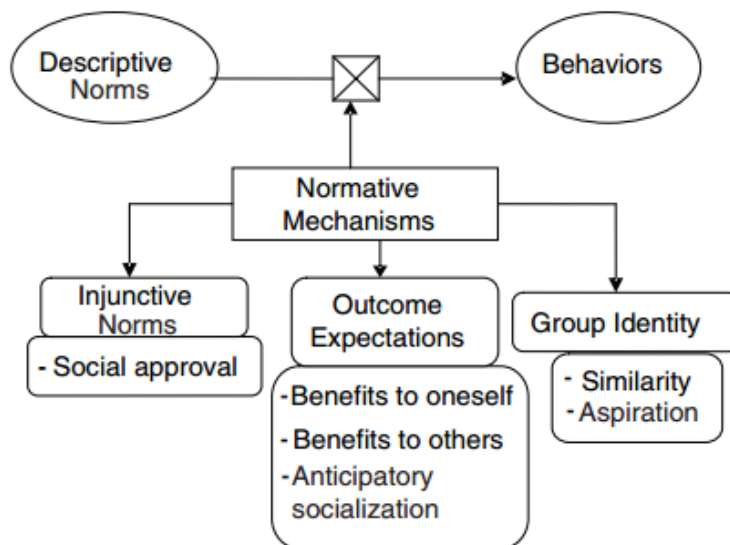 Descriptive
Norms
Behaviors
Normative
Mechanisms
Injunctive
Norms
- Social approval
Outcome
Expectations
-Benefits to oneself
-Benefits to others
-Anticipatory
socialization
Group Identity
- Similarity
- Aspiration